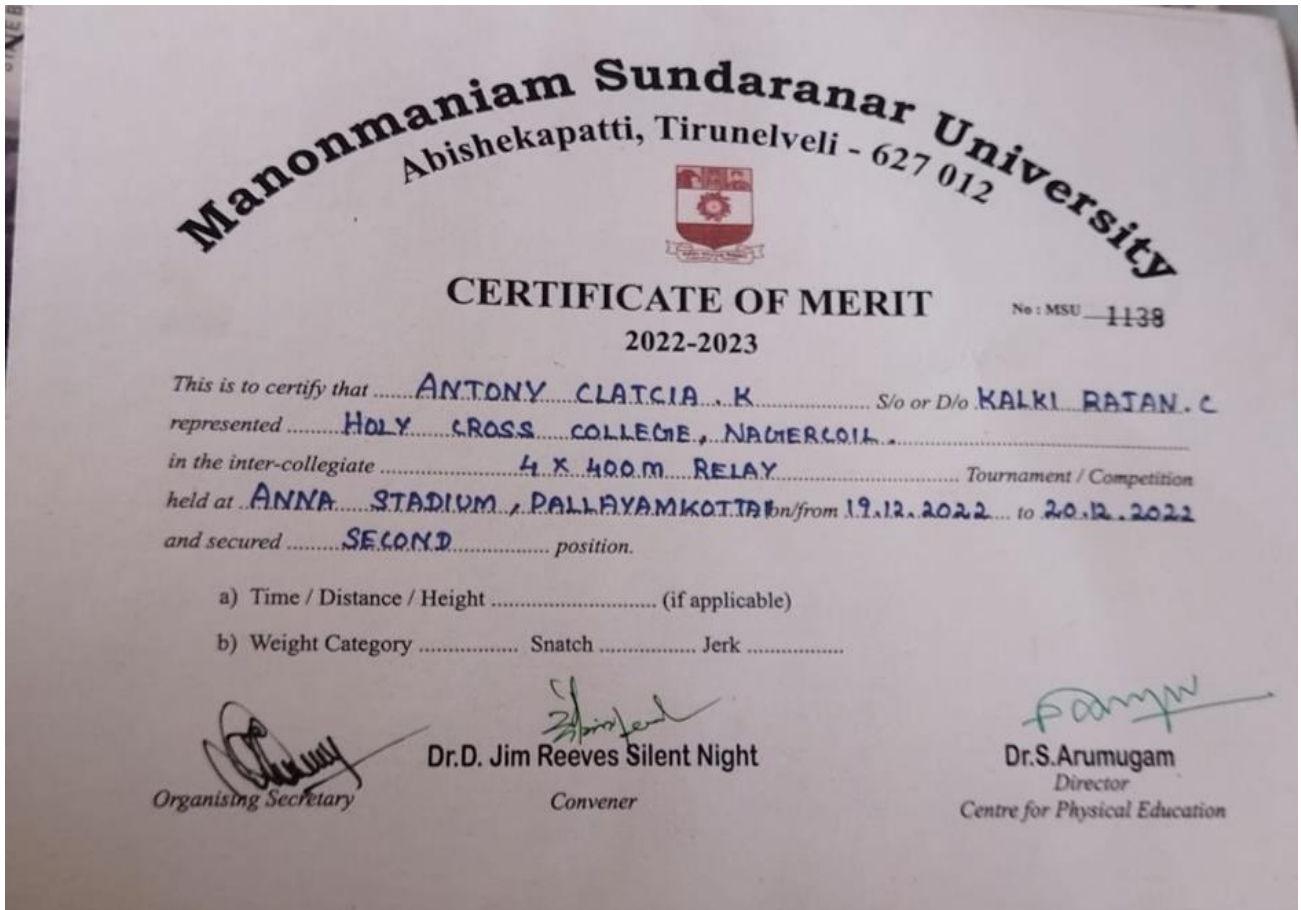 Manonmaniam Sundaranar University
Abishekapatti, Tirunelveli - 627 012
CERTIFICATE OF MERIT
No : MSU 1138
2022-2023
This is to certify that ...... ANTONY CLATCIA . K .................... S/o or D/o KALKI RAJAN . C
represented ......... HOLY CROSS COLLEGE, NAGERCOIL .
in the inter-collegiate .................... 4 X 400m RELAY .................... Tournament / Competition
held at ANNA STADIUM, PALLAYAMKOTTAI on/from 19.12.2022 to 20.12.2022
and secured ......... SECOND ............... position.
a) Time / Distance / Height ............................ (if applicable)
b) Weight Category ................. Snatch ................ Jerk ................
Dr.D. Jim Reeves Silent Night
Dr.S.Arumugam
Organising Secretary
Convener
Director
Centre for Physical Education